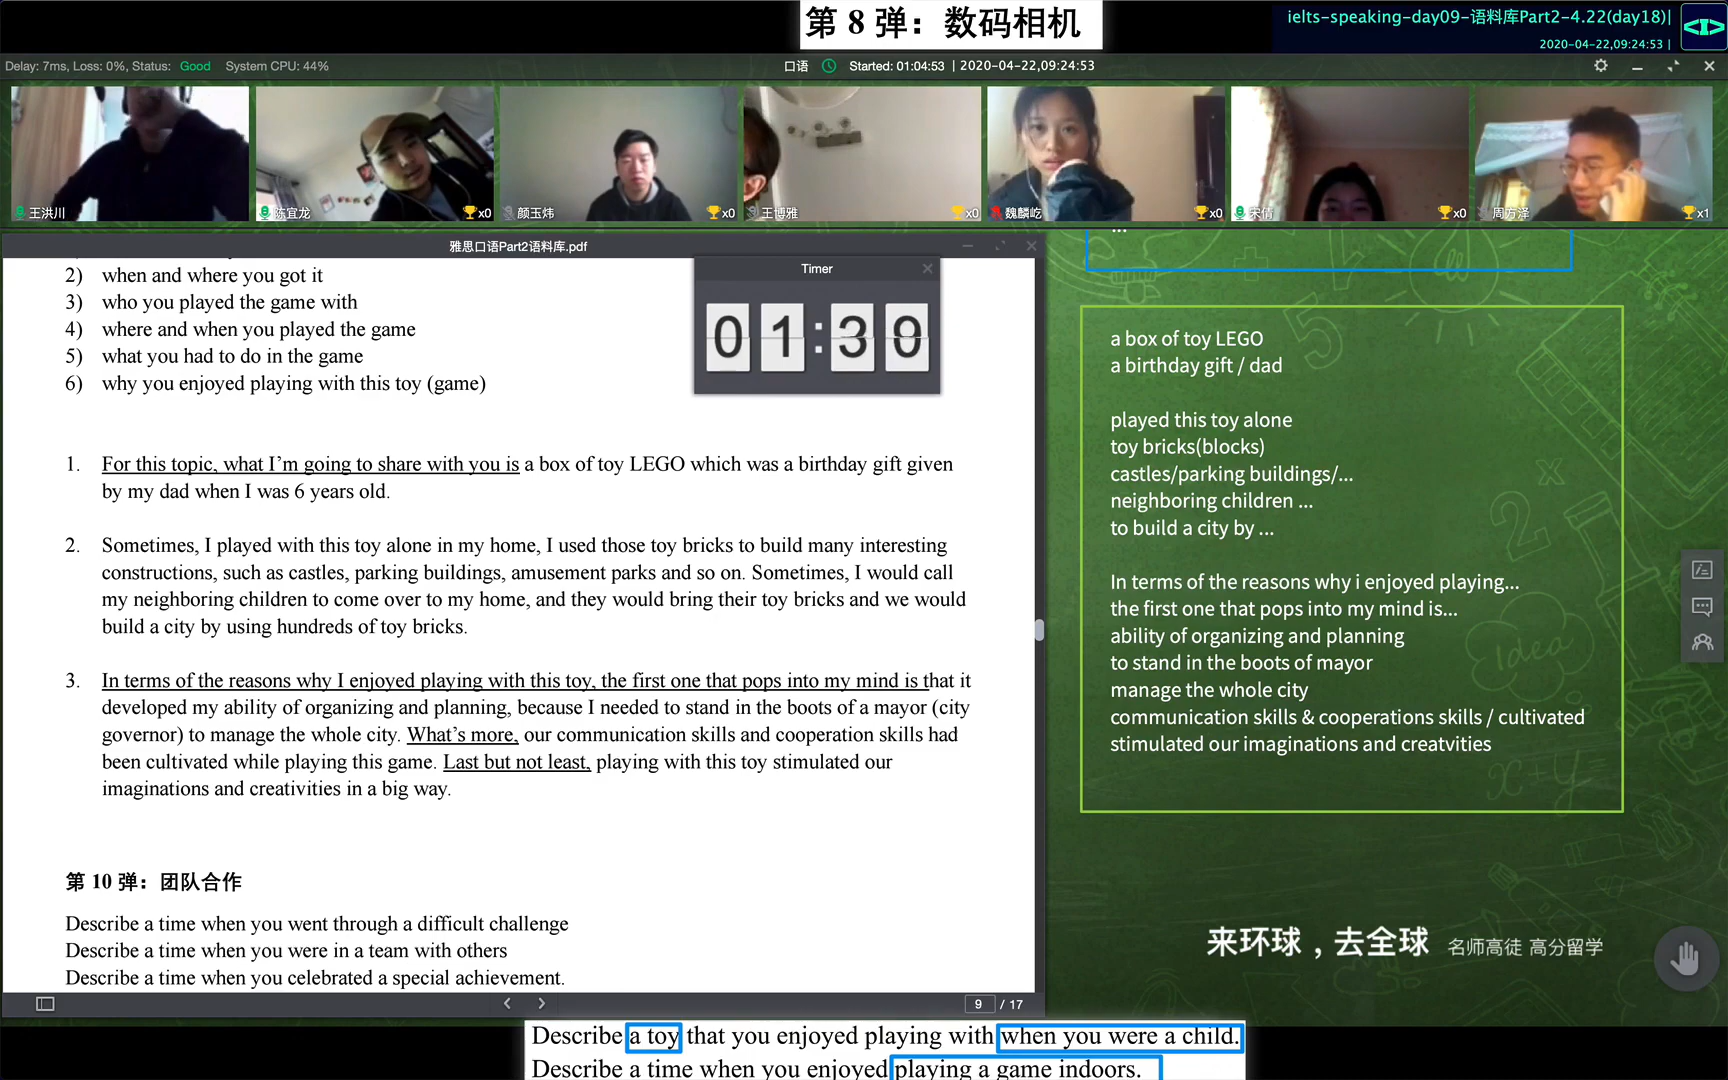 第 8 弹：数码相机
ielts-speaking-day09-语料库Part2-4.22(day18)|
2020-04-22,09:24:53 |
Delay: 7ms, Loss: 0%, Status: Good System CPU: 44%
口语 Started: 01:04:53 | 2020-04-22,09:24:53
王洪川
陈宜龙 x0
颜玉炜 x0
王博雅 x0
魏麟屹 x0
宋倩 x0
周方泽 x1
雅思口语Part2语料库.pdf
2) when and where you got it
3) who you played the game with
4) where and when you played the game
5) what you had to do in the game
6) why you enjoyed playing with this toy (game)
Timer
01:39
1. For this topic, what I'm going to share with you is a box of toy LEGO which was a birthday gift given
by my dad when I was 6 years old.
2. Sometimes, I played with this toy alone in my home, I used those toy bricks to build many interesting
constructions, such as castles, parking buildings, amusement parks and so on. Sometimes, I would call
my neighboring children to come over to my home, and they would bring their toy bricks and we would
build a city by using hundreds of toy bricks.
3. In terms of the reasons why I enjoyed playing with this toy, the first one that pops into my mind is that it
developed my ability of organizing and planning, because I needed to stand in the boots of a mayor (city
governor) to manage the whole city. What's more, our communication skills and cooperation skills had
been cultivated while playing this game. Last but not least, playing with this toy stimulated our
imaginations and creativities in a big way.
第 10 弹：团队合作
Describe a time when you went through a difficult challenge
Describe a time when you were in a team with others
Describe a time when you celebrated a special achievement.
9 / 17
...
a box of toy LEGO
a birthday gift / dad
played this toy alone
toy bricks(blocks)
castles/parking buildings/...
neighboring children ...
to build a city by ...
In terms of the reasons why i enjoyed playing...
the first one that pops into my mind is...
ability of organizing and planning
to stand in the boots of mayor
manage the whole city
communication skills & cooperations skills / cultivated
stimulated our imaginations and creatvities
来环球，去全球 名师高徒 高分留学
Describe a toy that you enjoyed playing with when you were a child.
Describe a time when you enjoyed playing a game indoors.